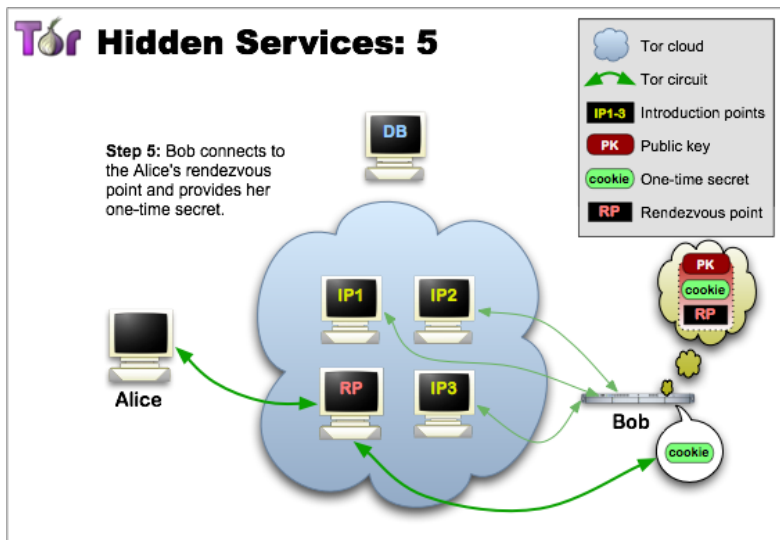 Tor Hidden Services: 5
Tor cloud
Tor circuit
IP1-3 Introduction points
PK Public key
cookie One-time secret
RP Rendezvous point
DB
Step 5: Bob connects to
the Alice's rendezvous
point and provides her
one-time secret.
PK
cookie
RP
IP1
IP2
RP
IP3
Alice
Bob
cookie